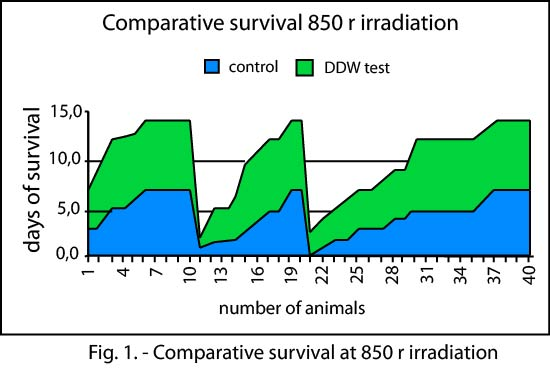 Comparative survival 850 r irradiation
control DDW test
days of survival
15,0
10,0
5,0
0,0
1 4 7 10 13 16 19 22 25 28 31 34 37 40
number of animals
Fig. 1. - Comparative survival at 850 r irradiation